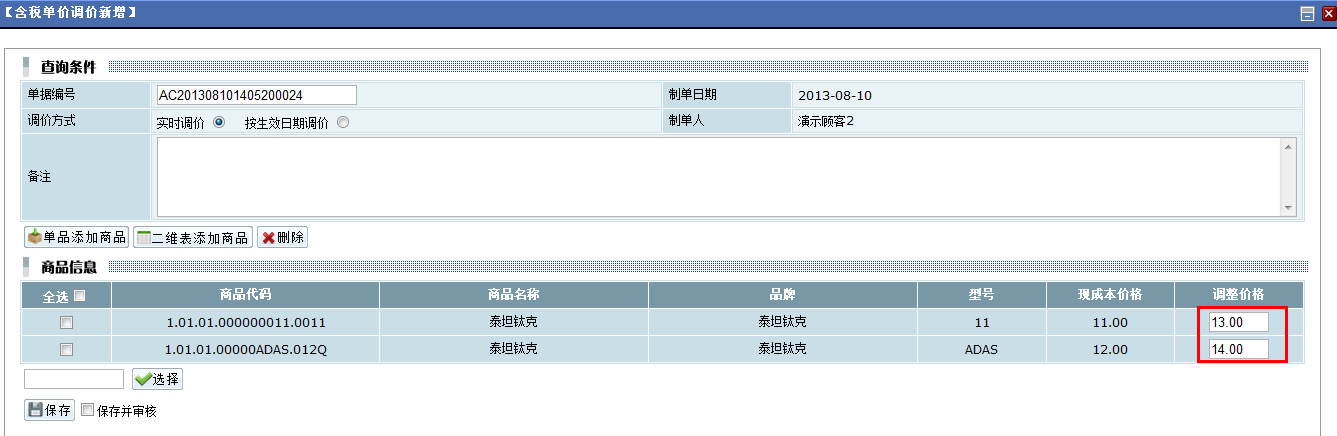 【含税单价调价新增】
查询条件
单据编号 AC201308101405200024 制单日期 2013-08-10
调价方式 实时调价 按生效日期调价 制单人 演示顾客2
备注
单品添加商品 二维表添加商品 删除
商品信息
全选 商品代码 商品名称 品牌 型号 现成本价格 调整价格
1.01.01.000000011.0011 泰坦钛克 泰坦钛克 11 11.00 13.00
1.01.01.00000ADAS.012Q 泰坦钛克 泰坦钛克 ADAS 12.00 14.00
选择
保存 保存并审核